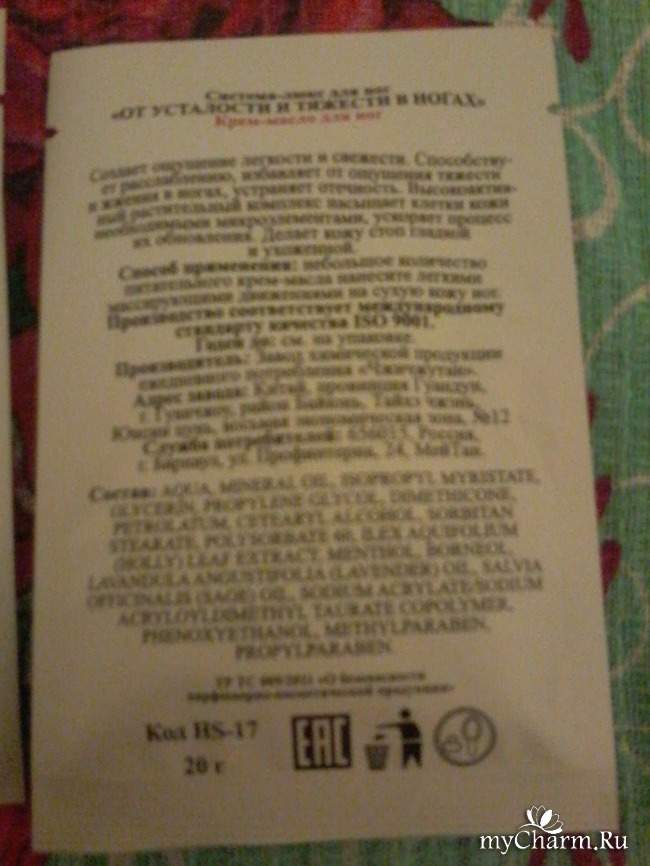 Система-люкс для ног
«ОТ УСТАЛОСТИ И ТЯЖЕСТИ В НОГАХ»
Крем-масло для ног
Создает ощущение легкости и свежести. Способству-
ет расслаблению, избавляет от ощущения тяжести
и жжения в ногах, устраняет отечность. Высокоактив-
ный растительный комплекс насыщает клетки кожи
необходимыми микроэлементами, ускоряет процесс
их обновления. Делает кожу стоп гладкой
и ухоженной.
Способ применения: небольшое количество
питательного крем-масла нанесите легкими
массирующими движениями на сухую кожу ног.
Производство соответствует международному
стандарту качества ISO 9001.
Годен до: см. на упаковке.
Производитель: Завод химической продукции
ежедневного потребления
Адрес завода: Китай, провинция Гуандун,
г. Гуанчжоу, район Байюнь,
восьмая экономическая зона, №12
Служба потребителей: 656015, Россия,
г. Барнаул, ул. Профинтерна, 24, МейТан.
Состав: AQUA, MINERAL OIL, ISOPROPYL MYRISTATE,
GLYCERIN, PROPYLENE GLYCOL, DIMETHICONE,
PETROLATUM, CETEARYL ALCOHOL, SORBITAN
STEARATE, POLYSORBATE 60, ILEX AQUIFOLIUM
(HOLLY) LEAF EXTRACT, MENTHOL, BORNEOL,
LAVANDULA ANGUSTIFOLIA (LAVENDER) OIL, SALVIA
OFFICINALIS (SAGE) OIL, SODIUM ACRYLATE/SODIUM
ACRYLOYLDIMETHYL TAURATE COPOLYMER,
PHENOXYETHANOL, METHYLPARABEN,
PROPYLPARABEN.
ТР ТС 009/2011 «О безопасности
парфюмерно-косметической продукции»
Код HS-17
20 г
EAC
myCharm.Ru